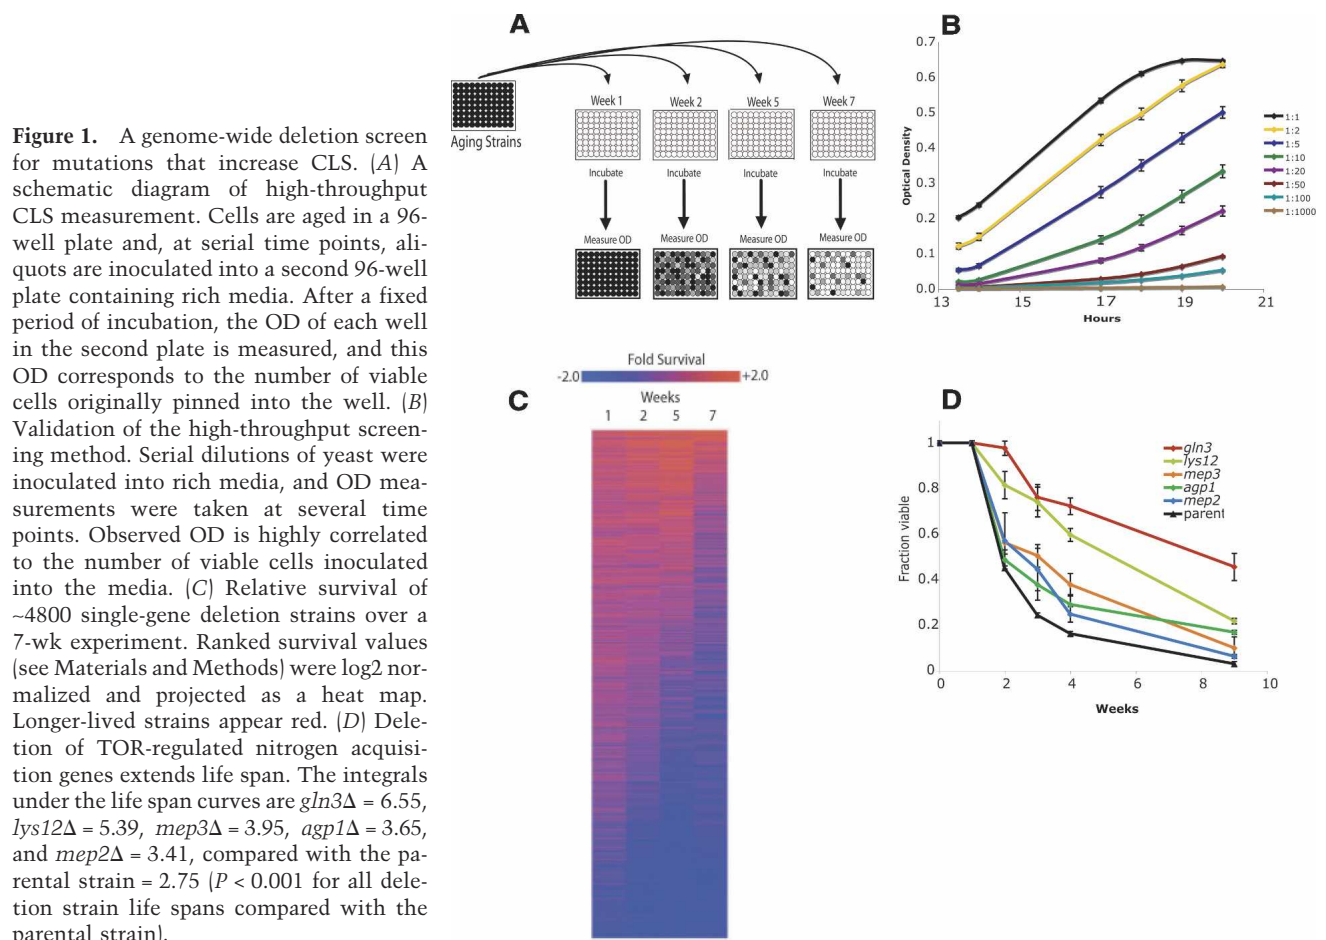 Figure 1. A genome-wide deletion screen
for mutations that increase CLS. (A) A
schematic diagram of high-throughput
CLS measurement. Cells are aged in a 96-
well plate and, at serial time points, ali-
quots are inoculated into a second 96-well
plate containing rich media. After a fixed
period of incubation, the OD of each well
in the second plate is measured, and this
OD corresponds to the number of viable
cells originally pinned into the well. (B)
Validation of the high-throughput screen-
ing method. Serial dilutions of yeast were
inoculated into rich media, and OD mea-
surements were taken at several time
points. Observed OD is highly correlated
to the number of viable cells inoculated
into the media. (C) Relative survival of
~4800 single-gene deletion strains over a
7-wk experiment. Ranked survival values
(see Materials and Methods) were log2 nor-
malized and projected as a heat map.
Longer-lived strains appear red. (D) Dele-
tion of TOR-regulated nitrogen acquisi-
tion genes extends life span. The integrals
under the life span curves are gln3Δ = 6.55,
lys12Δ = 5.39, mep3Δ = 3.95, agp1Δ = 3.65,
and mep2Δ = 3.41, compared with the pa-
rental strain = 2.75 (P < 0.001 for all dele-
tion strain life spans compared with the
parental strain).
A
Aging Strains
Week 1 Week 2 Week 5 Week 7
Incubate Incubate Incubate Incubate
Measure OD Measure OD Measure OD Measure OD
B
Optical Density
0.7
0.6
0.5
0.4
0.3
0.2
0.1
0.0
13 15 17 19 21
Hours
1:1
1:2
1:5
1:10
1:20
1:50
1:100
1:1000
C
Fold Survival
-2.0 +2.0
Weeks
1 2 5 7
D
Fraction viable
1
0.8
0.6
0.4
0.2
0
0 2 4 6 8 10
Weeks
gln3
lys12
mep3
agp1
mep2
parent